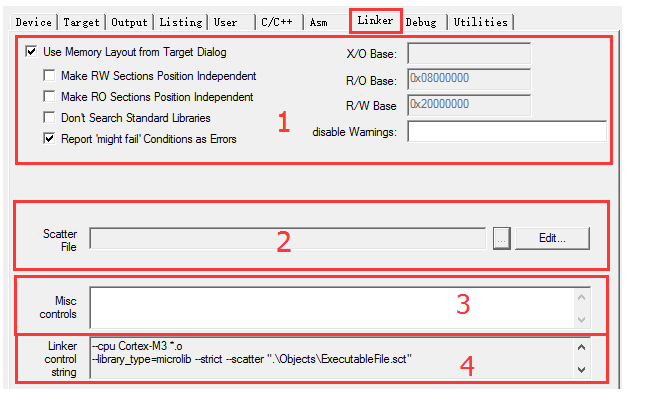 Device Target Output Listing User C/C++ Asm Linker Debug Utilities
Use Memory Layout from Target Dialog
X/O Base:
Make RW Sections Position Independent
R/O Base: 0x08000000
Make RO Sections Position Independent
R/W Base 0x20000000
Don't Search Standard Libraries
disable Warnings:
Report 'might fail' Conditions as Errors
1
Scatter
File
2
...
Edit...
Misc
controls
3
Linker
control
string
--cpu Cortex-M3 *.o
--library_type=microlib --strict --scatter ".\Objects\ExecutableFile.sct"
4